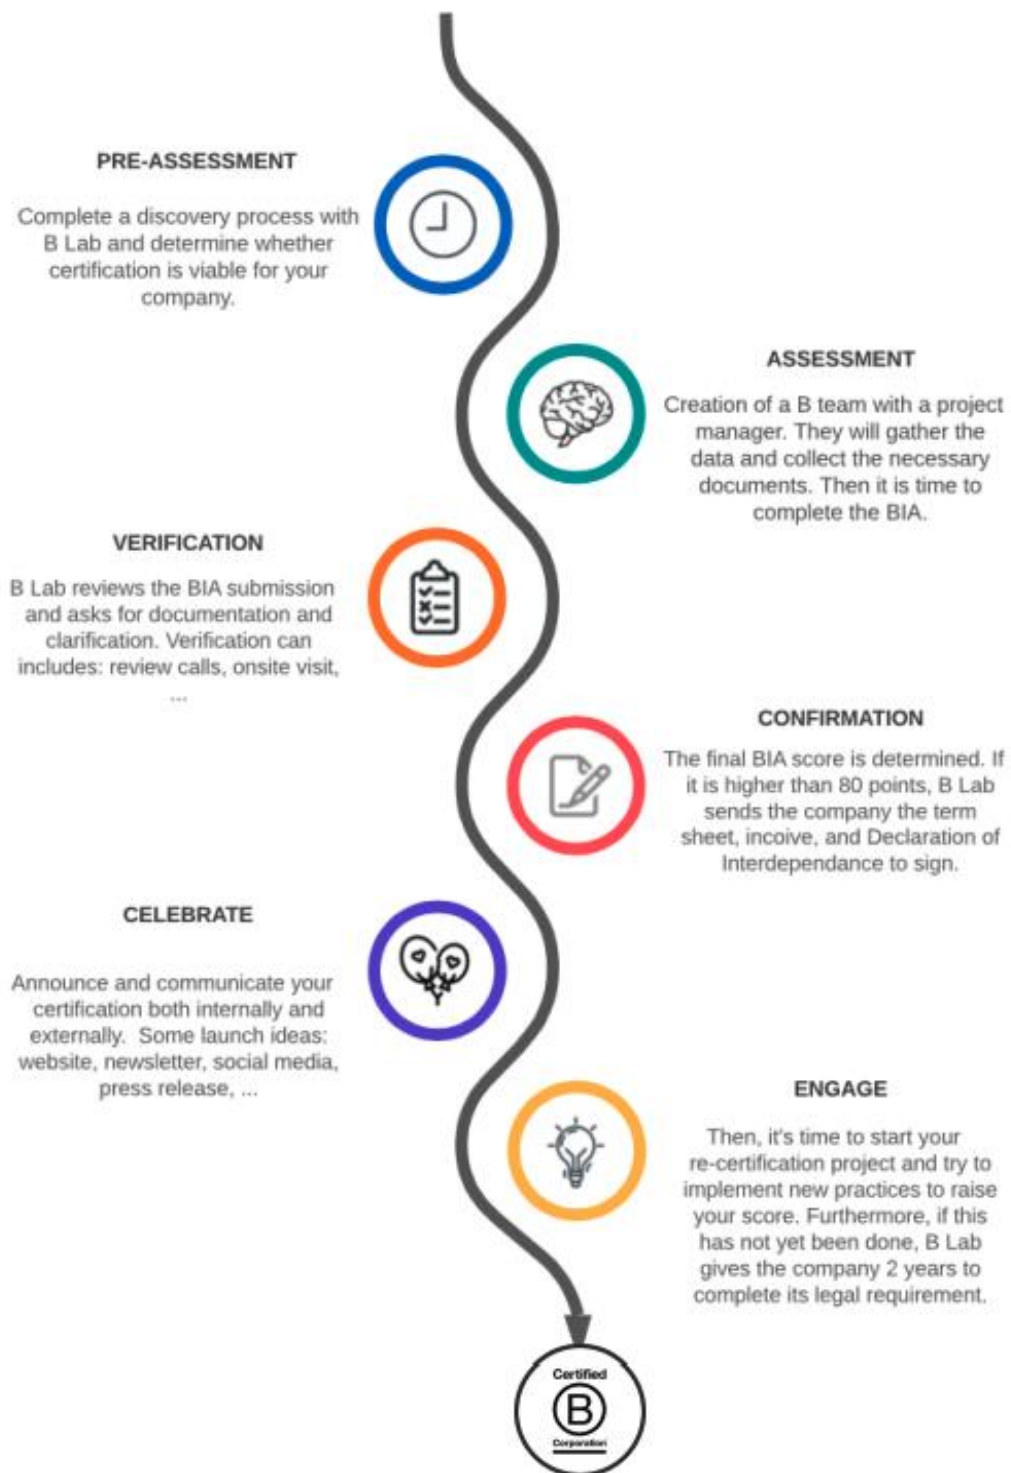 PRE-ASSESSMENT
Complete a discovery process with
B Lab and determine whether
certification is viable for your
company.
ASSESSMENT
Creation of a B team with a project
manager. They will gather the
data and collect the necessary
documents. Then it is time to
complete the BIA.
VERIFICATION
B Lab reviews the BIA submission
and asks for documentation and
clarification. Verification can
includes: review calls, onsite visit,
...
CONFIRMATION
The final BIA score is determined. If
it is higher than 80 points, B Lab
sends the company the term
sheet, incoive, and Declaration of
Interdependance to sign.
CELEBRATE
Announce and communicate your
certification both internally and
externally.  Some launch ideas:
website, newsletter, social media,
press release, ...
ENGAGE
Then, it's time to start your
re-certification project and try to
implement new practices to raise
your score. Furthermore, if this
has not yet been done, B Lab
gives the company 2 years to
complete its legal requirement.
Certified
B
Corporation